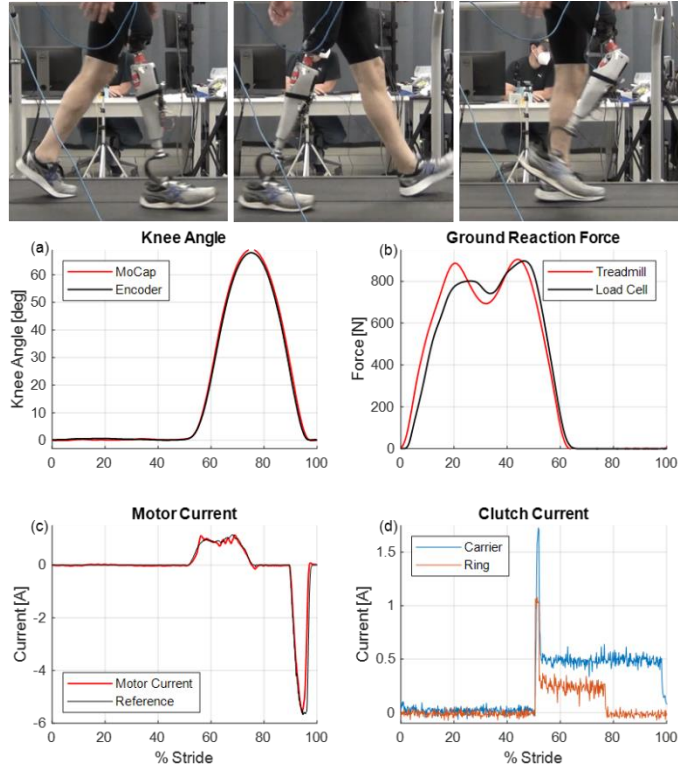 (a)
Knee Angle
MoCap
Encoder
Knee Angle [deg]
60
50
40
30
20
10
0
0 20 40 60 80 100
(b)
Ground Reaction Force
Treadmill
Load Cell
Force [N]
800
600
400
200
0
0 20 40 60 80 100
(c)
Motor Current
Motor Current
Reference
Current [A]
0
-2
-4
-6
0 20 40 60 80 100
% Stride
(d)
Clutch Current
Carrier
Ring
Current [A]
1.5
1
0.5
0
0 20 40 60 80 100
% Stride